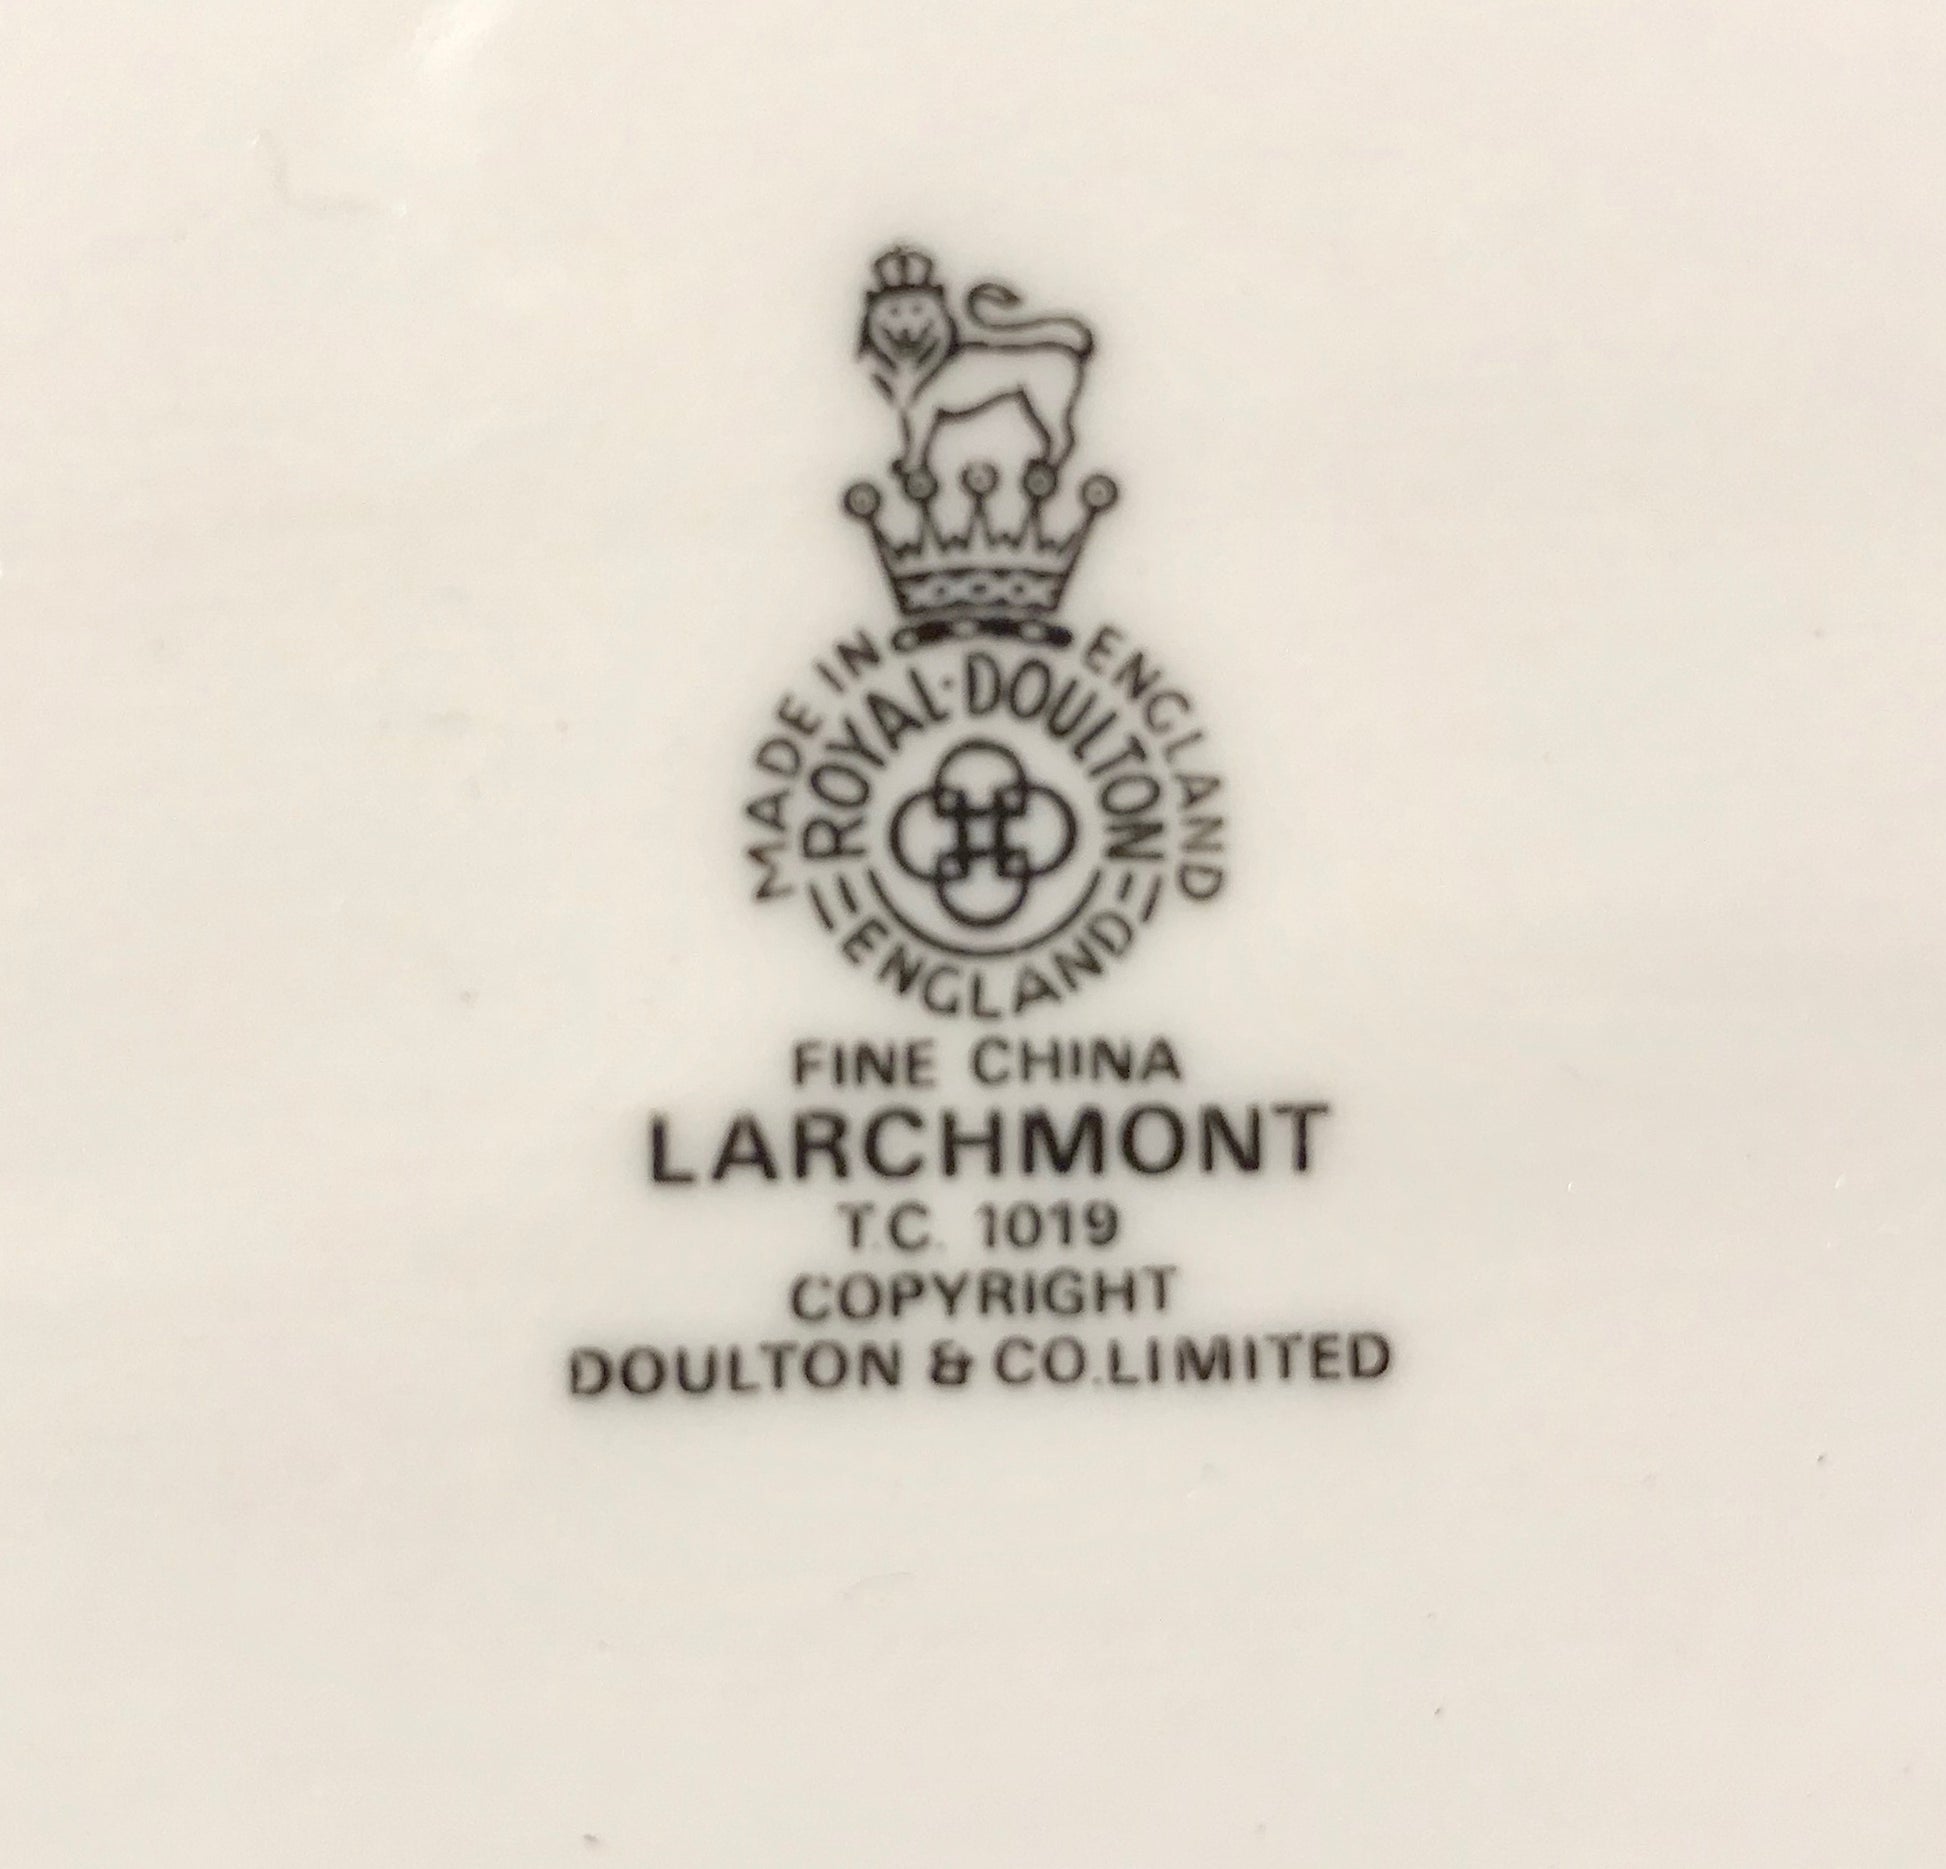 MADE IN ENGLAND
ROYAL·DOULTON
ENGLAND
FINE CHINA
LARCHMONT
T.C. 1019
COPYRIGHT
DOULTON & CO.LIMITED